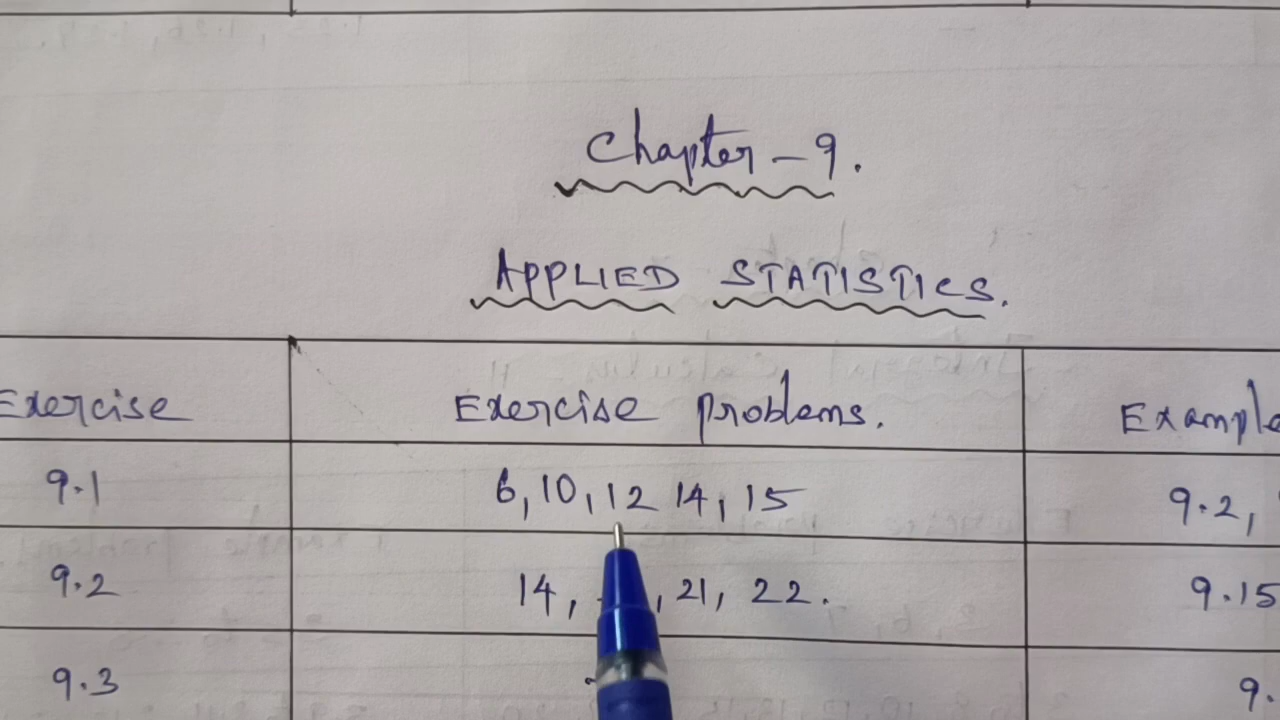 Chapter - 9.
APPLIED STATISTICS.
Exercise Exercise problems. Example
9.1 6, 10, 12 14, 15 9.2,
9.2 14, , 21, 22. 9.15
9.3 9.